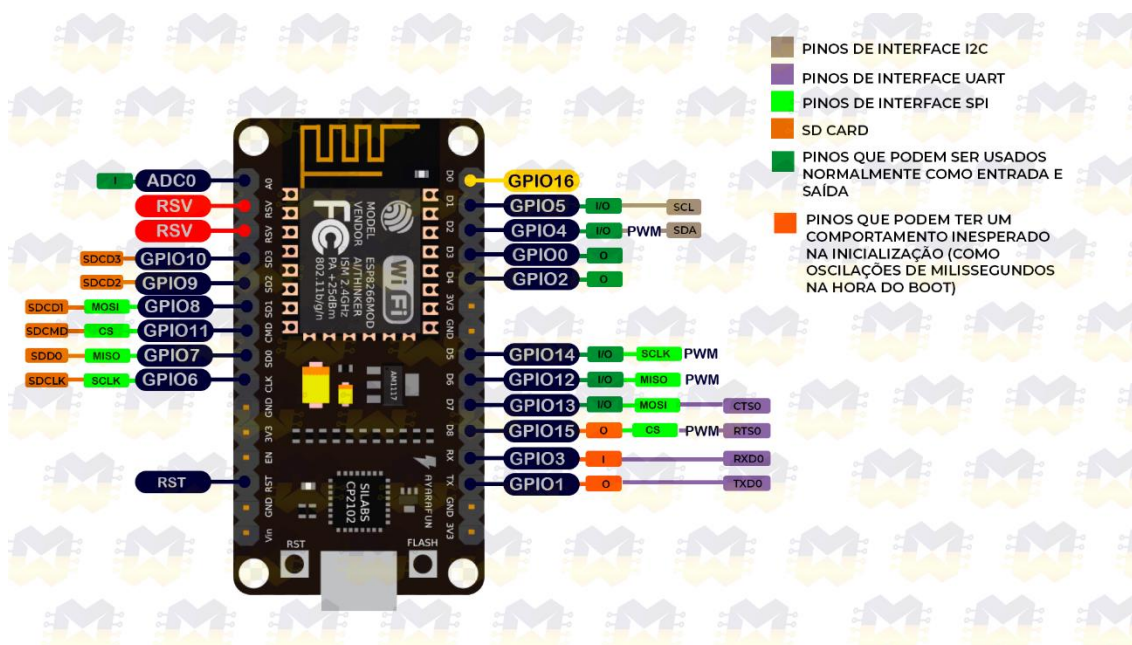 PINOS DE INTERFACE I2C
PINOS DE INTERFACE UART
PINOS DE INTERFACE SPI
SD CARD
PINOS QUE PODEM SER USADOS
NORMALMENTE COMO ENTRADA E
SAÍDA
PINOS QUE PODEM TER UM
COMPORTAMENTO INESPERADO
NA INICIALIZAÇÃO (COMO
OSCILAÇÕES DE MILISSEGUNDOS
NA HORA DO BOOT)
I ADC0 A0
RSV RSV
RSV RSV
SDCD3 GPIO10 SD3
SDCD2 GPIO9 SD2
SDCD1 MOSI GPIO8 SD1
SDCMD CS GPIO11 CMD
SDD0 MISO GPIO7 SD0
SDCLK SCLK GPIO6 CLK
GND
3V3
EN
RST RST
GND
Vin
MODEL
VENDOR
ESP8266MOD
AI/THINKER
ISM 2.4GHz
PA +25dBm
802.11b/g/n
FC
Wi Fi
AM1117
SILABS
CP2102
AYARAFUN
RST
FLASH
D0 GPIO16
D1 GPIO5 I/O SCL
D2 GPIO4 I/O PWM SDA
D3 GPIO0 O
D4 GPIO2 O
3V3
GND
D5 GPIO14 I/O SCLK PWM
D6 GPIO12 I/O MISO PWM
D7 GPIO13 I/O MOSI CTS0
D8 GPIO15 O CS PWM RTS0
RX GPIO3 I RXD0
TX GPIO1 O TXD0
GND
3V3